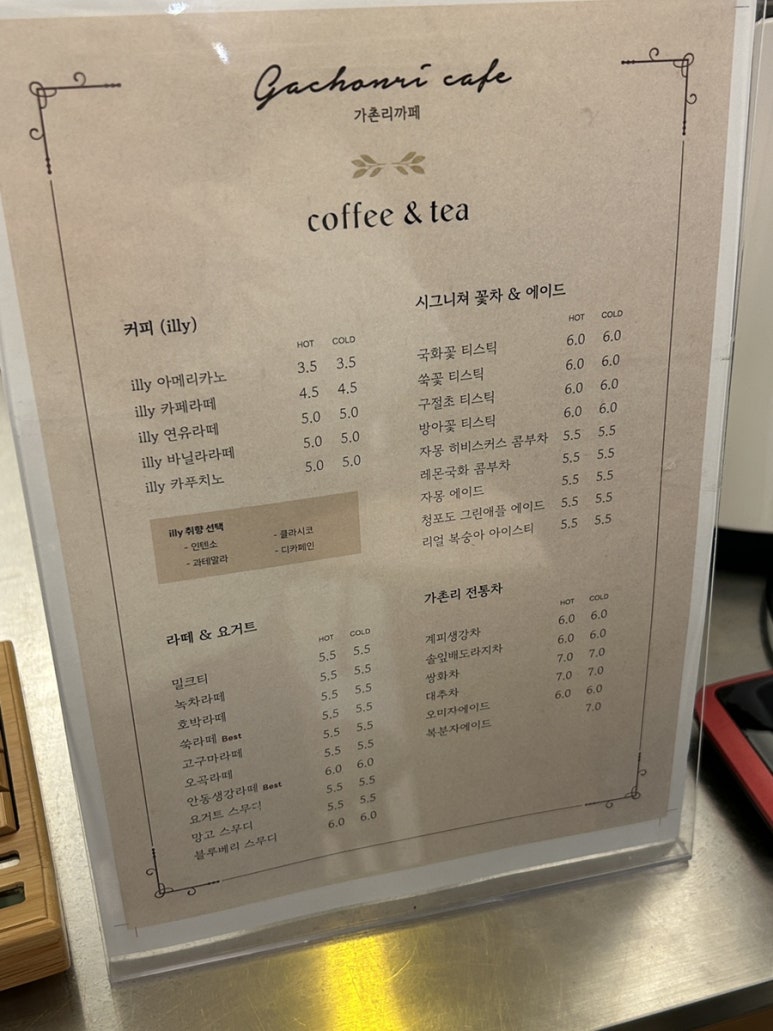 Gachonri cafe
가촌리까페
coffee & tea
커피 (illy)
HOT COLD
illy 아메리카노 3.5 3.5
illy 카페라떼 4.5 4.5
illy 연유라떼 5.0 5.0
illy 바닐라라떼 5.0 5.0
illy 카푸치노 5.0 5.0
illy 취향 선택
- 인텐소 - 클라시코
- 과테말라 - 디카페인
라떼 & 요거트
HOT COLD
밀크티 5.5 5.5
녹차라떼 5.5 5.5
호박라떼 5.5 5.5
쑥라떼 Best 5.5 5.5
고구마라떼 5.5 5.5
오곡라떼 5.5 5.5
안동생강라떼 Best 6.0 6.0
요거트 스무디 5.5 5.5
망고 스무디 5.5 5.5
블루베리 스무디 6.0 6.0
시그니쳐 꽃차 & 에이드
HOT COLD
국화꽃 티스틱 6.0 6.0
쑥꽃 티스틱 6.0 6.0
구절초 티스틱 6.0 6.0
방아꽃 티스틱 6.0 6.0
자몽 히비스커스 콤부차 5.5 5.5
레몬국화 콤부차 5.5 5.5
자몽 에이드 5.5 5.5
청포도 그린애플 에이드 5.5 5.5
리얼 복숭아 아이스티 5.5 5.5
가촌리 전통차
HOT COLD
계피생강차 6.0 6.0
솔잎배도라지차 6.0 6.0
쌍화차 7.0 7.0
대추차 7.0 7.0
오미자에이드 6.0 6.0
복분자에이드 7.0